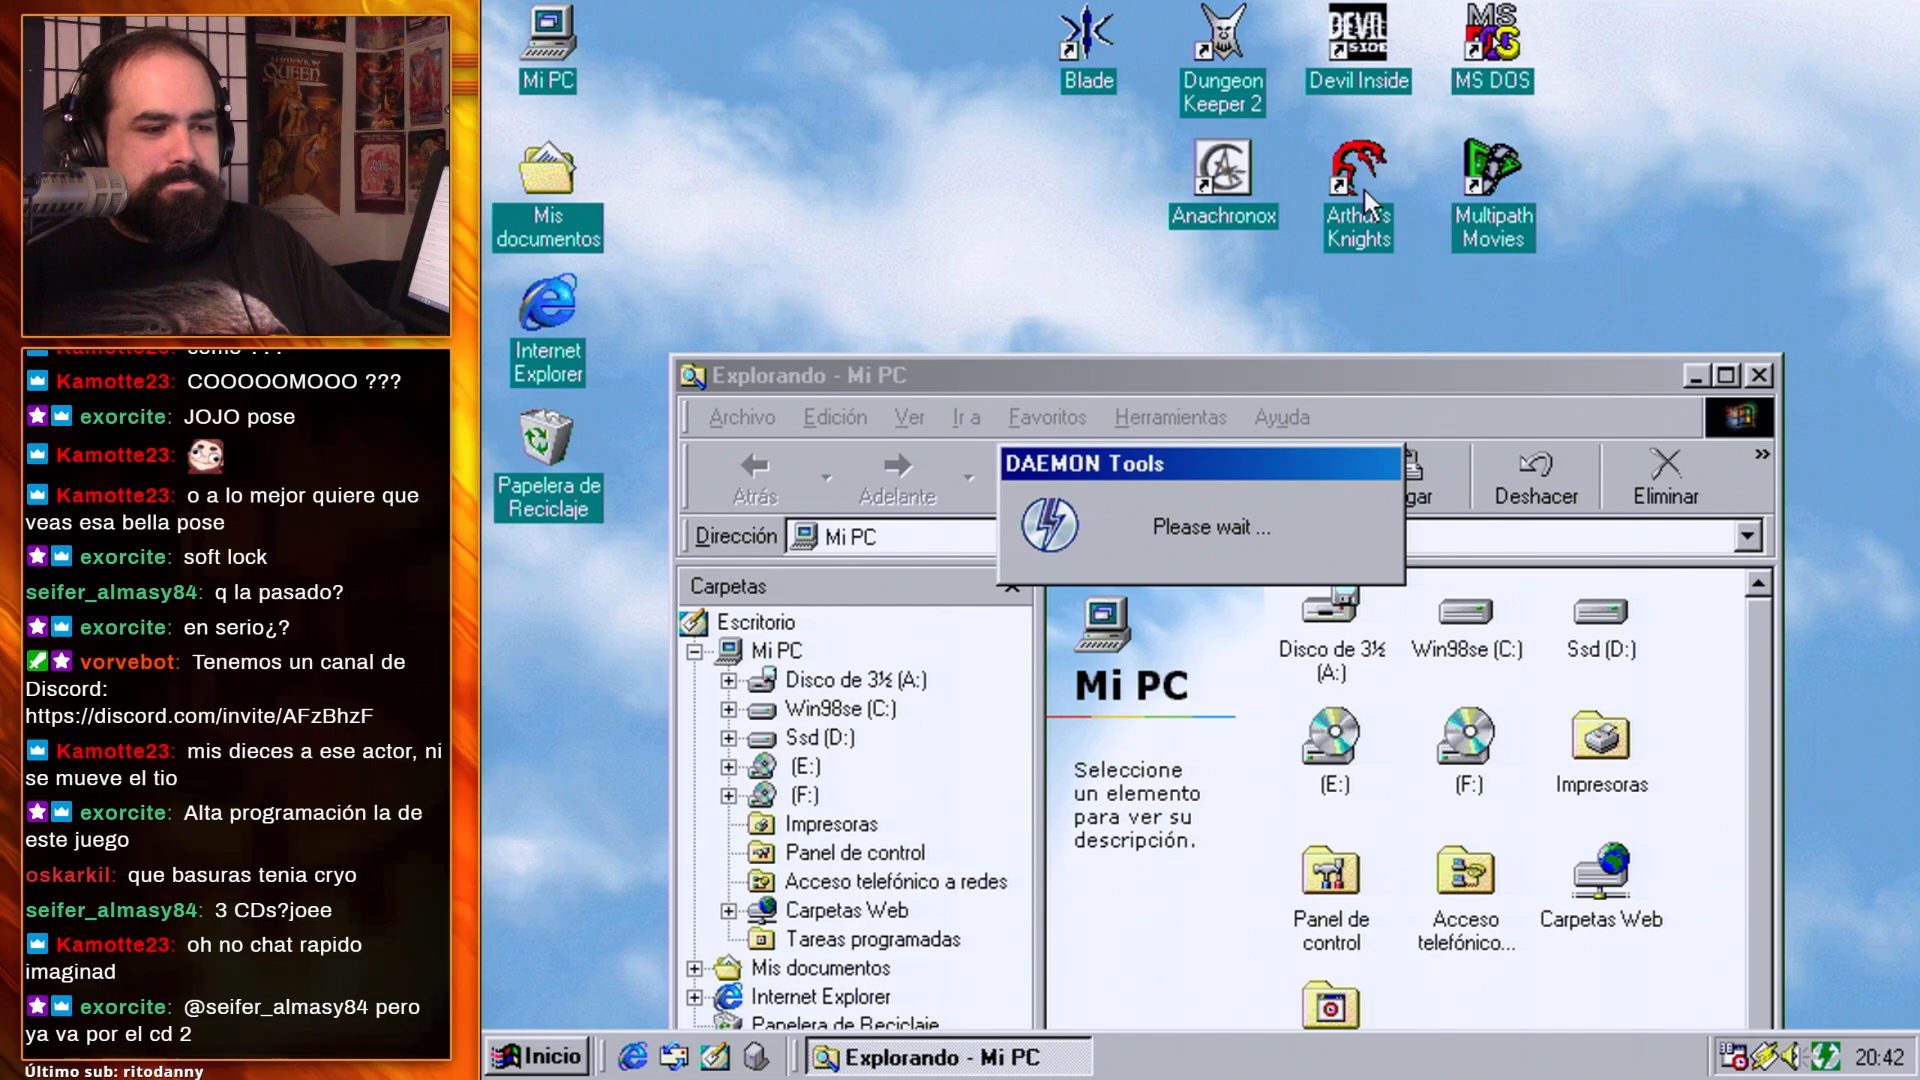 Kamotte23: COOOOOMOOO ???
exorcite: JOJO pose
Kamotte23:
Kamotte23: o a lo mejor quiere que
veas esa bella pose
exorcite: soft lock
seifer_almasy84: q la pasado?
exorcite: en serio¿?
vorvebot: Tenemos un canal de
Discord:
https://discord.com/invite/AFzBhzF
Kamotte23: mis dieces a ese actor, ni
se mueve el tio
exorcite: Alta programación la de
este juego
oskarkil: que basuras tenia cryo
seifer_almasy84: 3 CDs?joee
Kamotte23: oh no chat rapido
imaginad
exorcite: @seifer_almasy84 pero
ya va por el cd 2
Último sub: ritodanny
QUEEN
Mi PC
Mis
documentos
Internet
Explorer
Papelera de
Reciclaje
Blade
Dungeon
Keeper 2
DEVIL
SIDE
Devil Inside
MS
MS DOS
Anachronox
Arthur's
Knights
Multipath
Movies
Explorando - Mi PC
Archivo Edición Ver Ir a Favoritos Herramientas Ayuda
Atrás Adelante Deshacer Eliminar
Dirección Mi PC
DAEMON Tools
Please wait ...
Carpetas
Escritorio
Mi PC
Disco de 3½ (A:)
Win98se (C:)
Ssd (D:)
(E:)
(F:)
Impresoras
Panel de control
Acceso telefónico a redes
Carpetas Web
Tareas programadas
Mis documentos
Internet Explorer
Papelera de Reciclaje
Mi PC
Seleccione
un elemento
para ver su
descripción.
Disco de 3½
(A:)
Win98se (C:)
Ssd (D:)
(E:)
(F:)
Impresoras
Panel de
control
Acceso
telefónico...
Carpetas Web
Inicio
Explorando - Mi PC
20:42